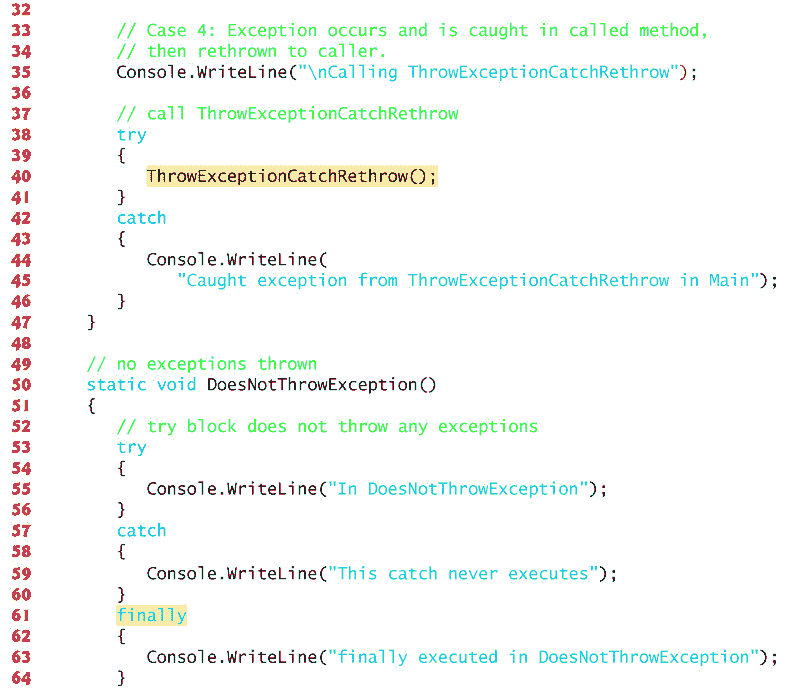 32
33 // Case 4: Exception occurs and is caught in called method,
34 // then rethrown to caller.
35 Console.WriteLine("\nCalling ThrowExceptionCatchRethrow");
36
37 // call ThrowExceptionCatchRethrow
38 try
39 {
40 ThrowExceptionCatchRethrow();
41 }
42 catch
43 {
44 Console.WriteLine(
45 "Caught exception from ThrowExceptionCatchRethrow in Main");
46 }
47 }
48
49 // no exceptions thrown
50 static void DoesNotThrowException()
51 {
52 // try block does not throw any exceptions
53 try
54 {
55 Console.WriteLine("In DoesNotThrowException");
56 }
57 catch
58 {
59 Console.WriteLine("This catch never executes");
60 }
61 finally
62 {
63 Console.WriteLine("finally executed in DoesNotThrowException");
64 }